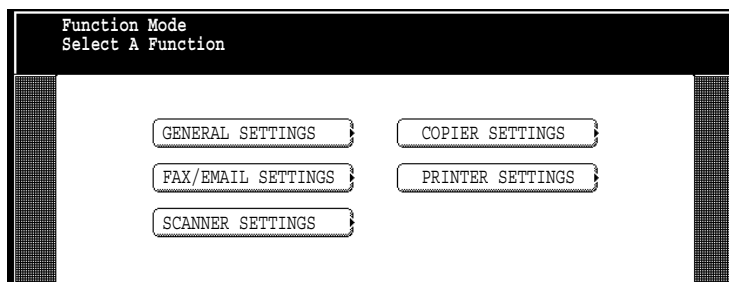 Function Mode
Select A Function
GENERAL SETTINGS
COPIER SETTINGS
FAX/EMAIL SETTINGS
PRINTER SETTINGS
SCANNER SETTINGS